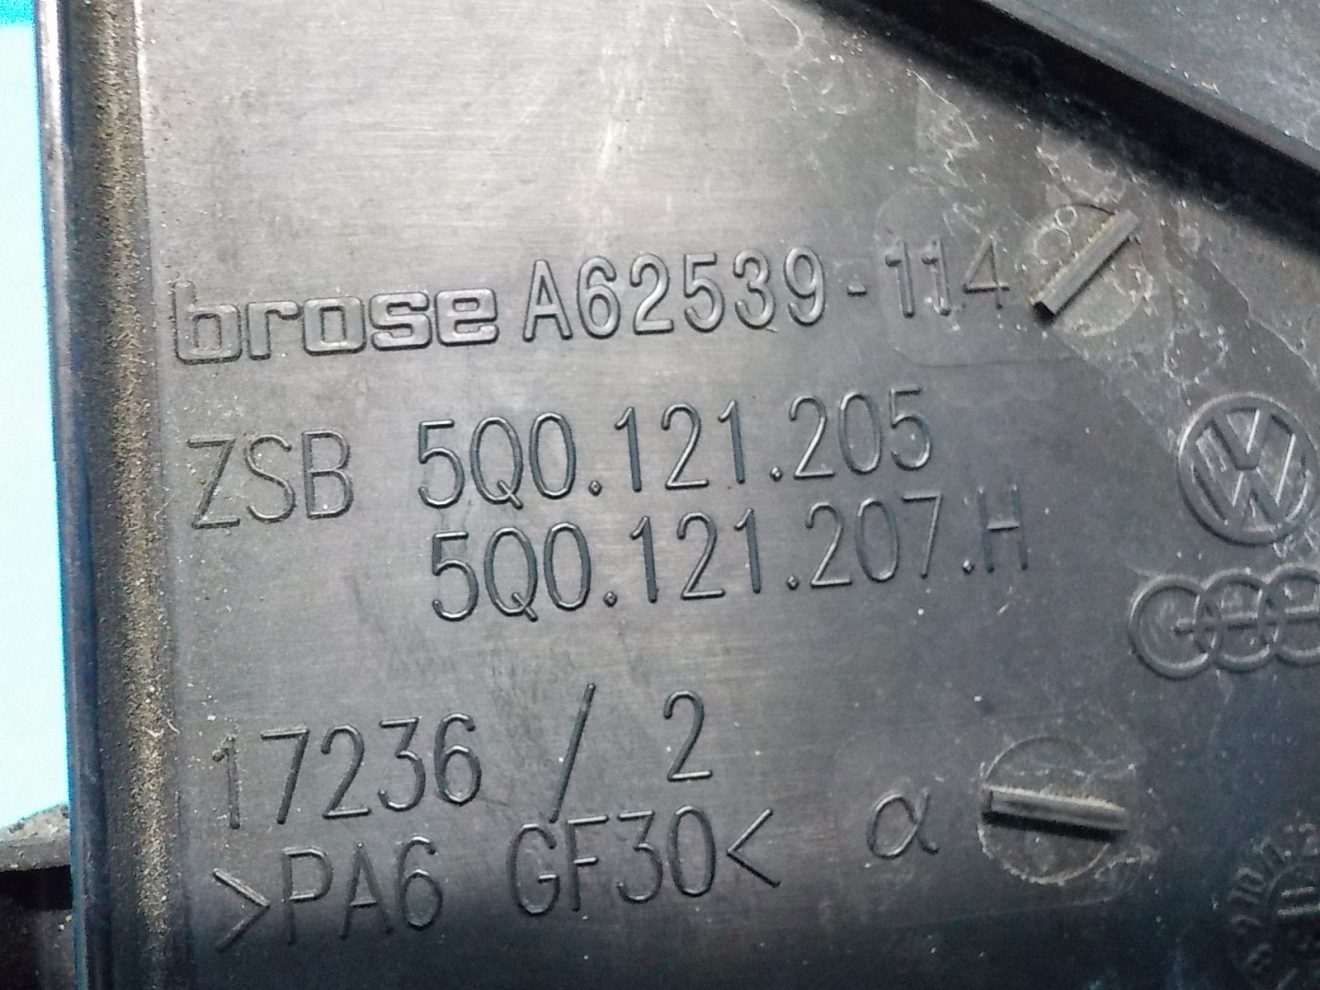 brose A62539-114
ZSB 5Q0.121.205
5Q0.121.207.H
17236 / 2
>PA6 GF30< α